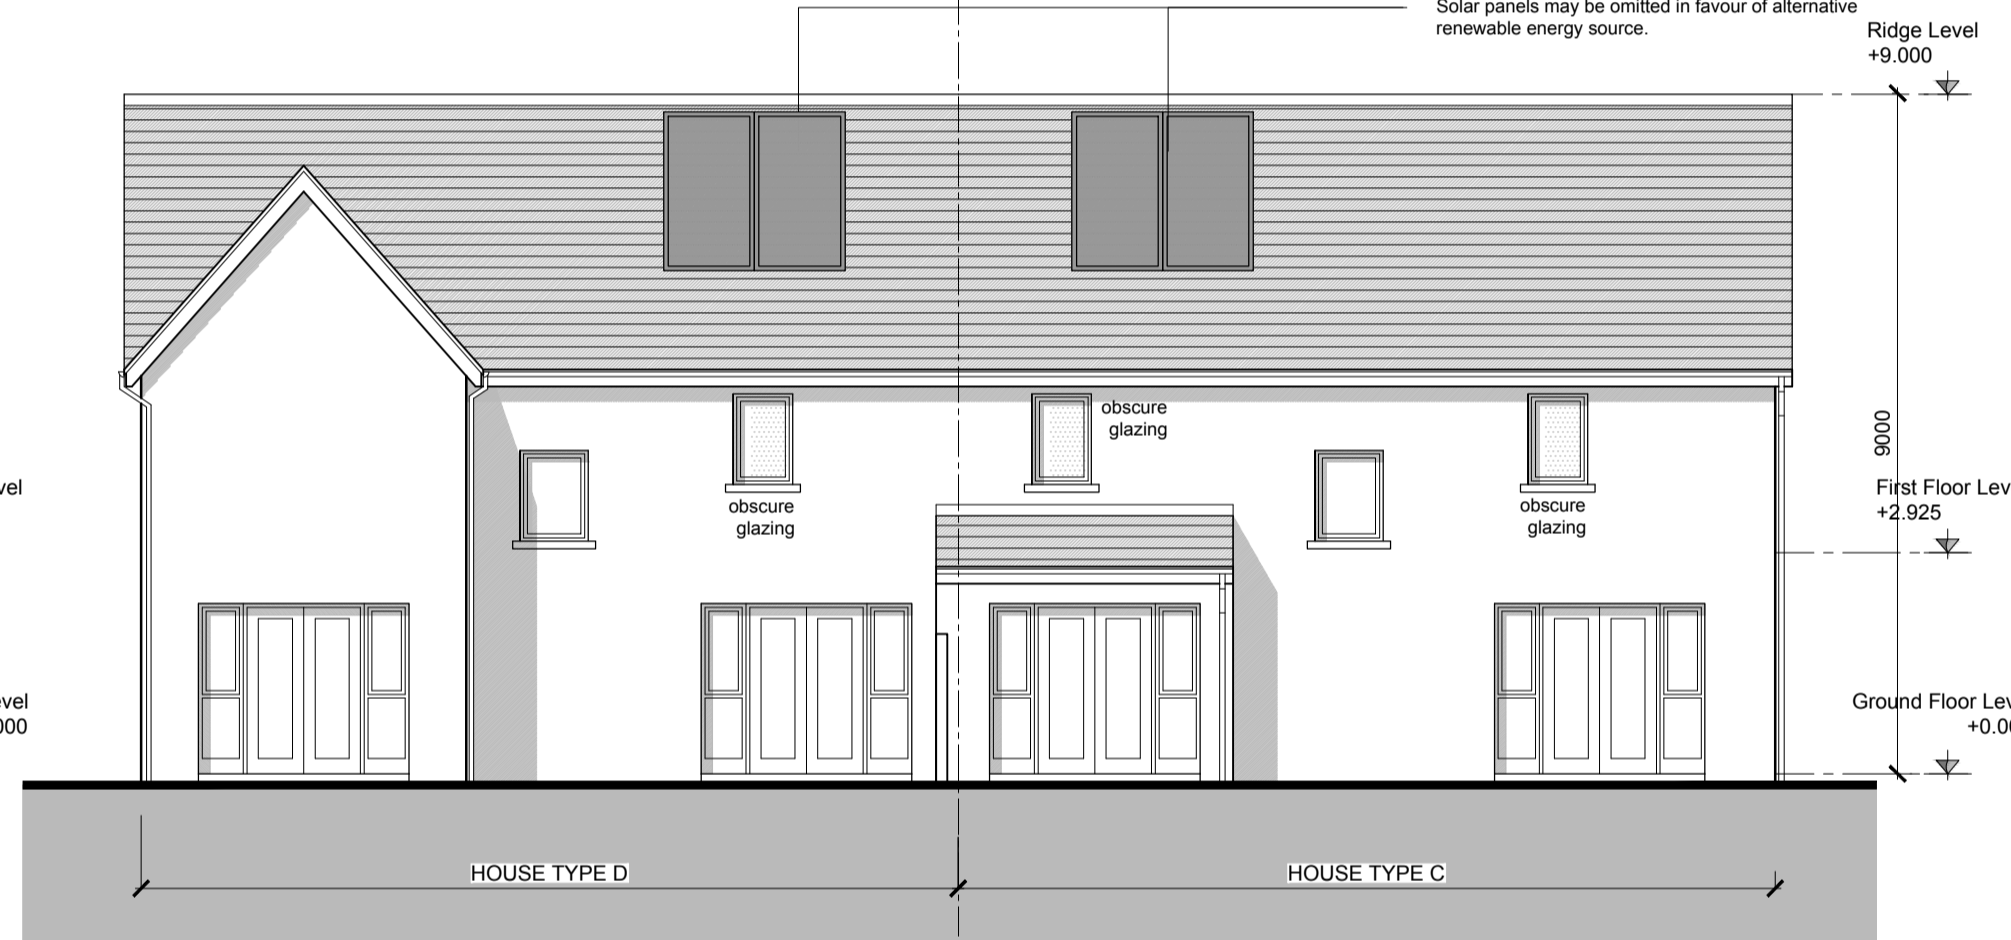 Solar panels may be omitted in favour of alternative
renewable energy source.
Ridge Level
+9.000
obscure
glazing
obscure
glazing
obscure
glazing
9000
First Floor Lev
+2.925
vel
evel
000
Ground Floor Lev
+0.00
HOUSE TYPE D
HOUSE TYPE C